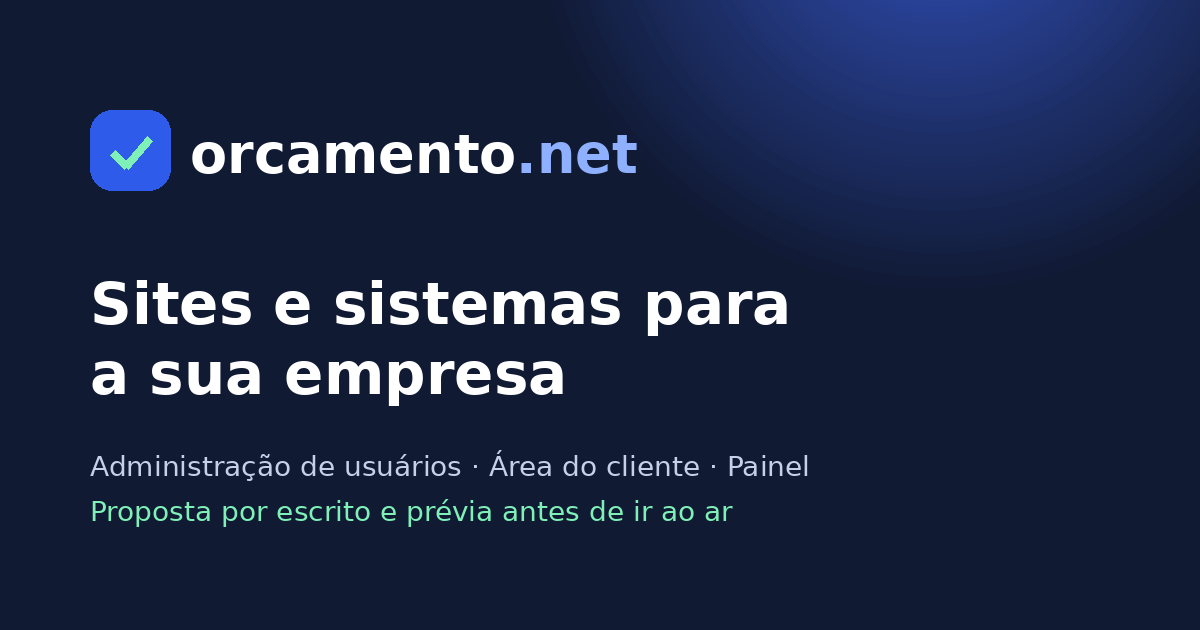 orcamento.net
Sites e sistemas para
a sua empresa
Administração de usuários · Área do cliente · Painel
Proposta por escrito e prévia antes de ir ao ar